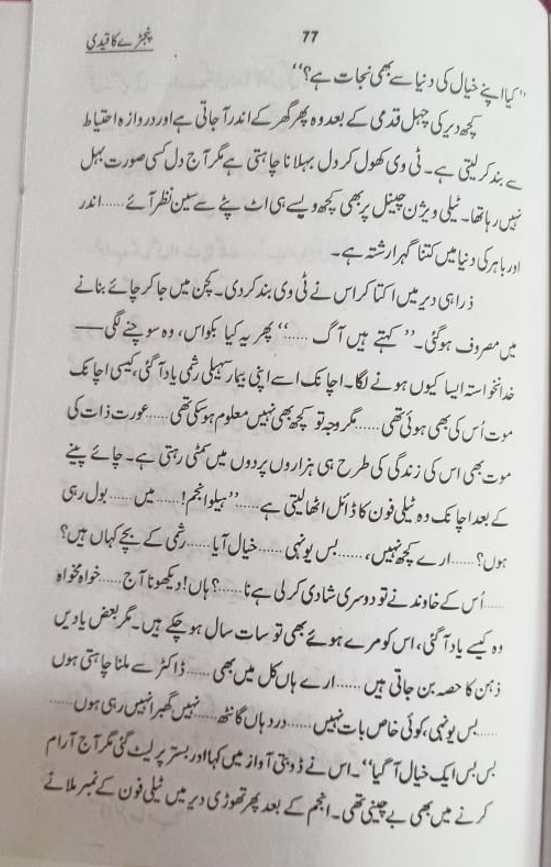 77
پنجرے کا قیدی
"کیا اپنے خیال کی دنیا سے بھی نجات ہے؟"
کچھ دیر کی چہل قدمی کے بعد وہ پھر گھر کے اندر آ جاتی ہے اور دروازہ احتیاط
سے بند کر لیتی ہے۔ ٹی وی کھول کر دل بہلانا چاہتی ہے مگر آج دل کسی صورت بہل
نہیں رہا تھا۔ ٹیلی ویژن چینل پر بھی کچھ ویسے ہی اٹ پٹے سے سین نظر آئے ..... اندر
اور باہر کی دنیا میں کتنا گہرا رشتہ ہے۔
ذرا ہی دیر میں اکتا کر اس نے ٹی وی بند کر دی۔ کچن میں جا کر چائے بنانے
میں مصروف ہو گئی۔ "کہتے ہیں آگ ......" پھر یہ کیا بکواس، وہ سوچنے لگی —
خدانخواستہ ایسا کیوں ہونے لگا۔ اچانک اسے اپنی بیمار سہیلی رشمی یاد آ گئی، کیسی اچانک
موت اُس کی بھی ہوئی تھی ...... مگر وجہ تو کچھ بھی نہیں معلوم ہو سکی تھی ...... عورت ذات کی
موت بھی اس کی زندگی کی طرح ہی ہزاروں پردوں میں سمٹی رہتی ہے۔ چائے پینے
کے بعد اچانک وہ ٹیلی فون کا ڈائل اٹھا لیتی ہے ...... "ہیلو انجم! ...... میں ...... بول رہی
ہوں؟ ...... ارے کچھ نہیں، ...... بس یونہی ...... خیال آیا ...... رشمی کے بچے کہاں ہیں؟
...... اُس کے خاوند نے تو دوسری شادی کر لی ہے نا ......؟ ہاں! دیکھو نا آج ...... خواہ مخواہ
وہ کیسے یاد آ گئی، اس کو مرے ہوئے بھی تو سات سال ہو چکے ہیں۔ مگر بعض یادیں
ذہن کا حصہ بن جاتی ہیں ...... ارے ہاں کل میں بھی ...... ڈاکٹر سے ملنا چاہتی ہوں
...... بس یونہی، کوئی خاص بات نہیں ...... درد ہاں گانٹھ ...... نہیں گھبرا نہیں رہی ہوں ......
بس بس ایک خیال آ گیا"۔ اس نے ڈوبتی آواز میں کہا اور بستر پر لیٹ گئی مگر آج آرام
کرنے میں بھی بے چینی تھی۔ انجم کے بعد پھر تھوڑی دیر میں ٹیلی فون کے نمبر ملانے